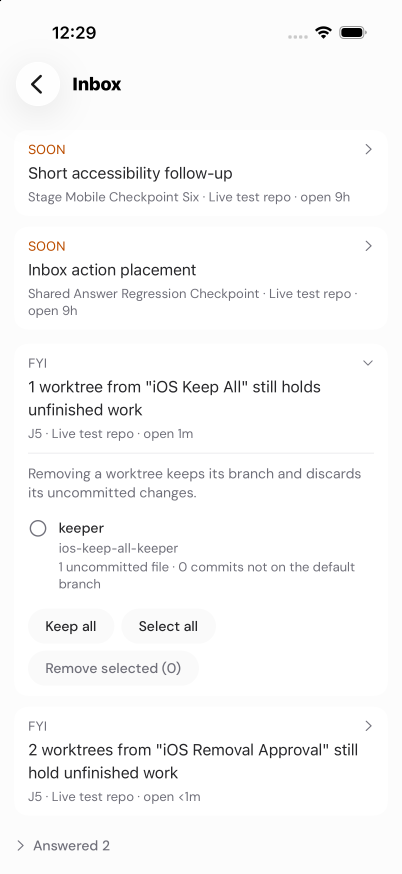 12:29
Inbox
SOON
Short accessibility follow-up
Stage Mobile Checkpoint Six · Live test repo · open 9h
SOON
Inbox action placement
Shared Answer Regression Checkpoint · Live test repo ·
open 9h
FYI
1 worktree from "iOS Keep All" still holds
unfinished work
J5 · Live test repo · open 1m
Removing a worktree keeps its branch and discards
its uncommitted changes.
keeper
ios-keep-all-keeper
1 uncommitted file · 0 commits not on the default
branch
Keep all
Select all
Remove selected (0)
FYI
2 worktrees from "iOS Removal Approval" still
hold unfinished work
J5 · Live test repo · open <1m
Answered 2